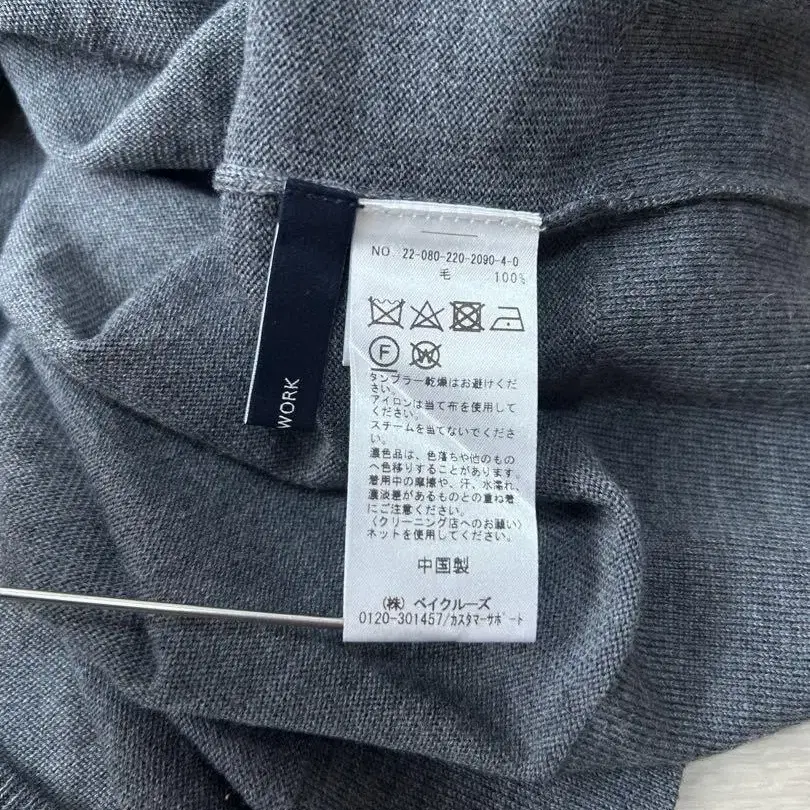 WORK
NO. 22-080-220-2090-4-0
毛 100%
F
W
タンブラー乾燥はお避けくだ
さい。
アイロンは当て布を使用して
ください。
スチームを当てないでくださ
い。
濃色品は、色落ちや他のもの
へ色移りすることがあります。
着用中の摩擦や、汗、水濡れ、
濃淡差があるものとの重ね着
にご注意ください。
〈クリーニング店へのお願い〉
ネットを使用してください。
中国製
(株) ベイクルーズ
0120-301457/カスタマーサポート